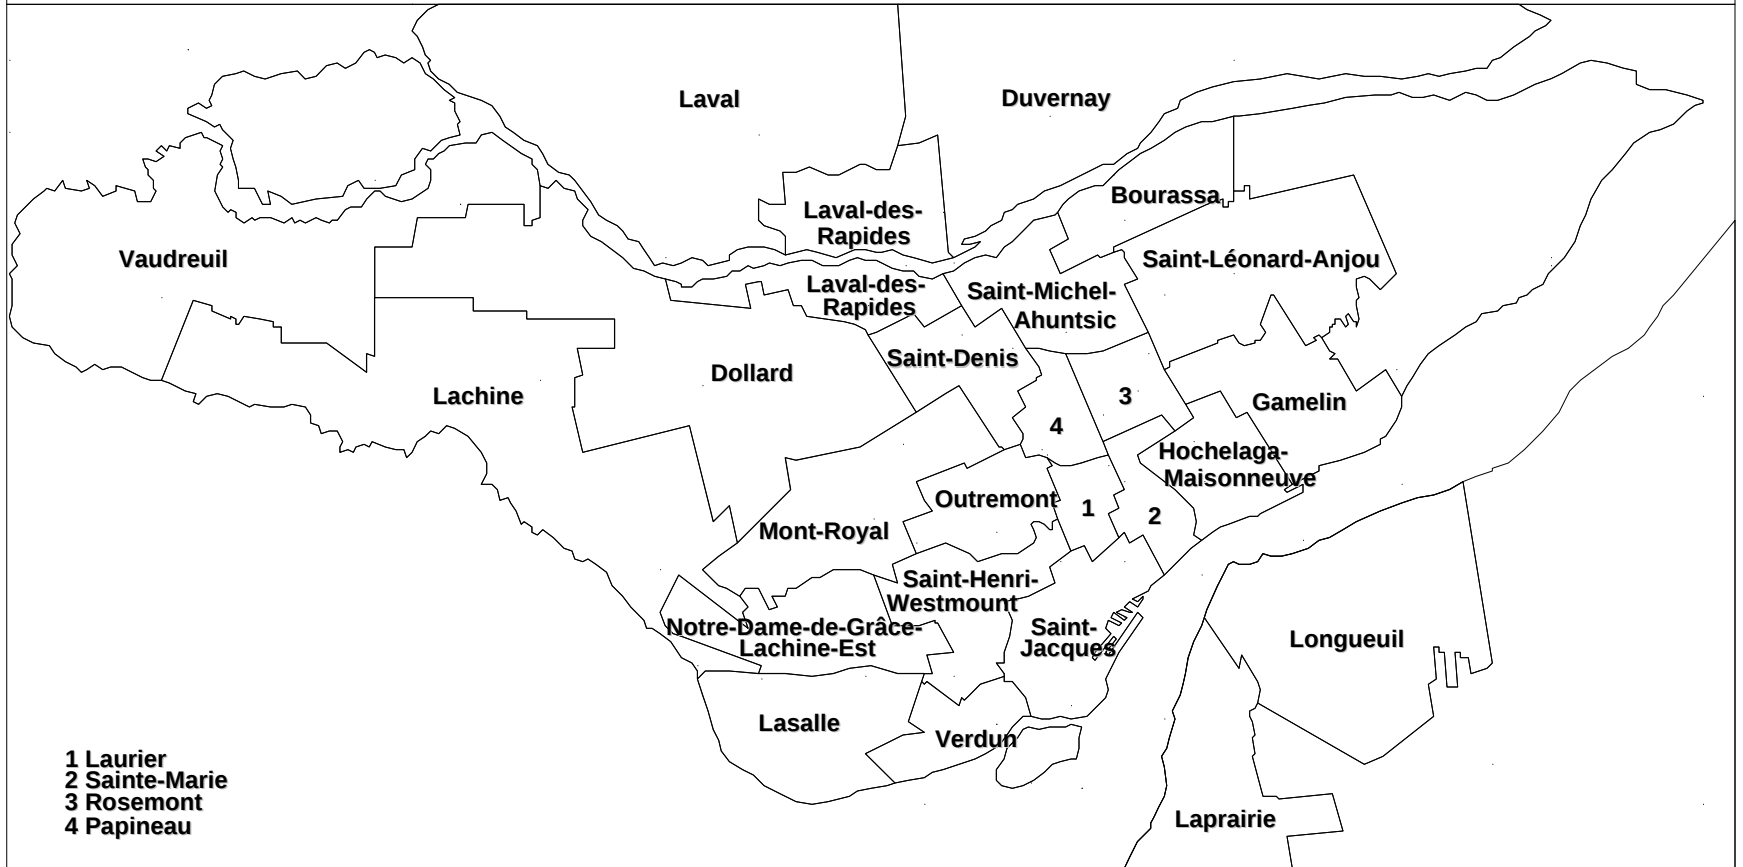 Laval
Duvernay
Bourassa
Laval-des-
Rapides
Vaudreuil
Saint-Léonard-Anjou
Laval-des-
Rapides
Saint-Michel-
Ahuntsic
Saint-Denis
Dollard
Lachine
3
Gamelin
4
Hochelaga-
Maisonneuve
Outremont
1
2
Mont-Royal
Saint-Henri-
Westmount
Notre-Dame-de-Grâce-
Lachine-Est
Saint-
Jacques
Longueuil
Lasalle
Verdun
Laprairie
1 Laurier
2 Sainte-Marie
3 Rosemont
4 Papineau